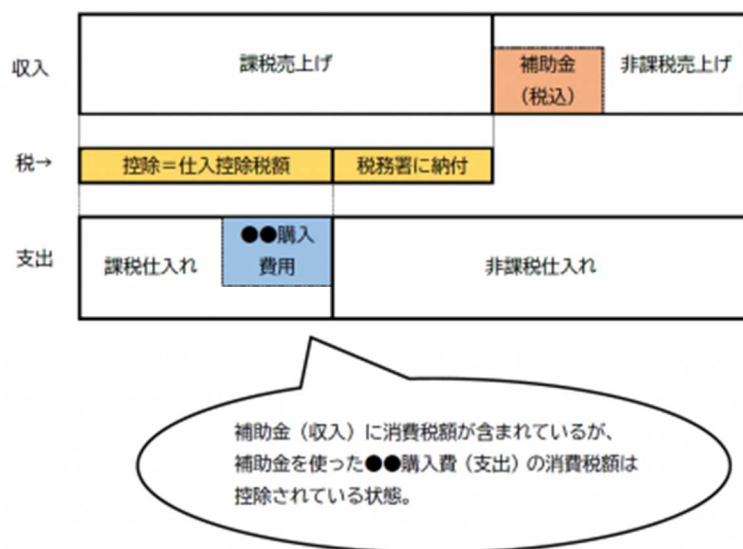 収入
課税売上げ
補助金
（税込）
非課税売上げ
税→
控除＝仕入控除税額
税務署に納付
支出
課税仕入れ
●●購入
費用
非課税仕入れ
補助金（収入）に消費税額が含まれているが、
補助金を使った●●購入費（支出）の消費税額は
控除されている状態。